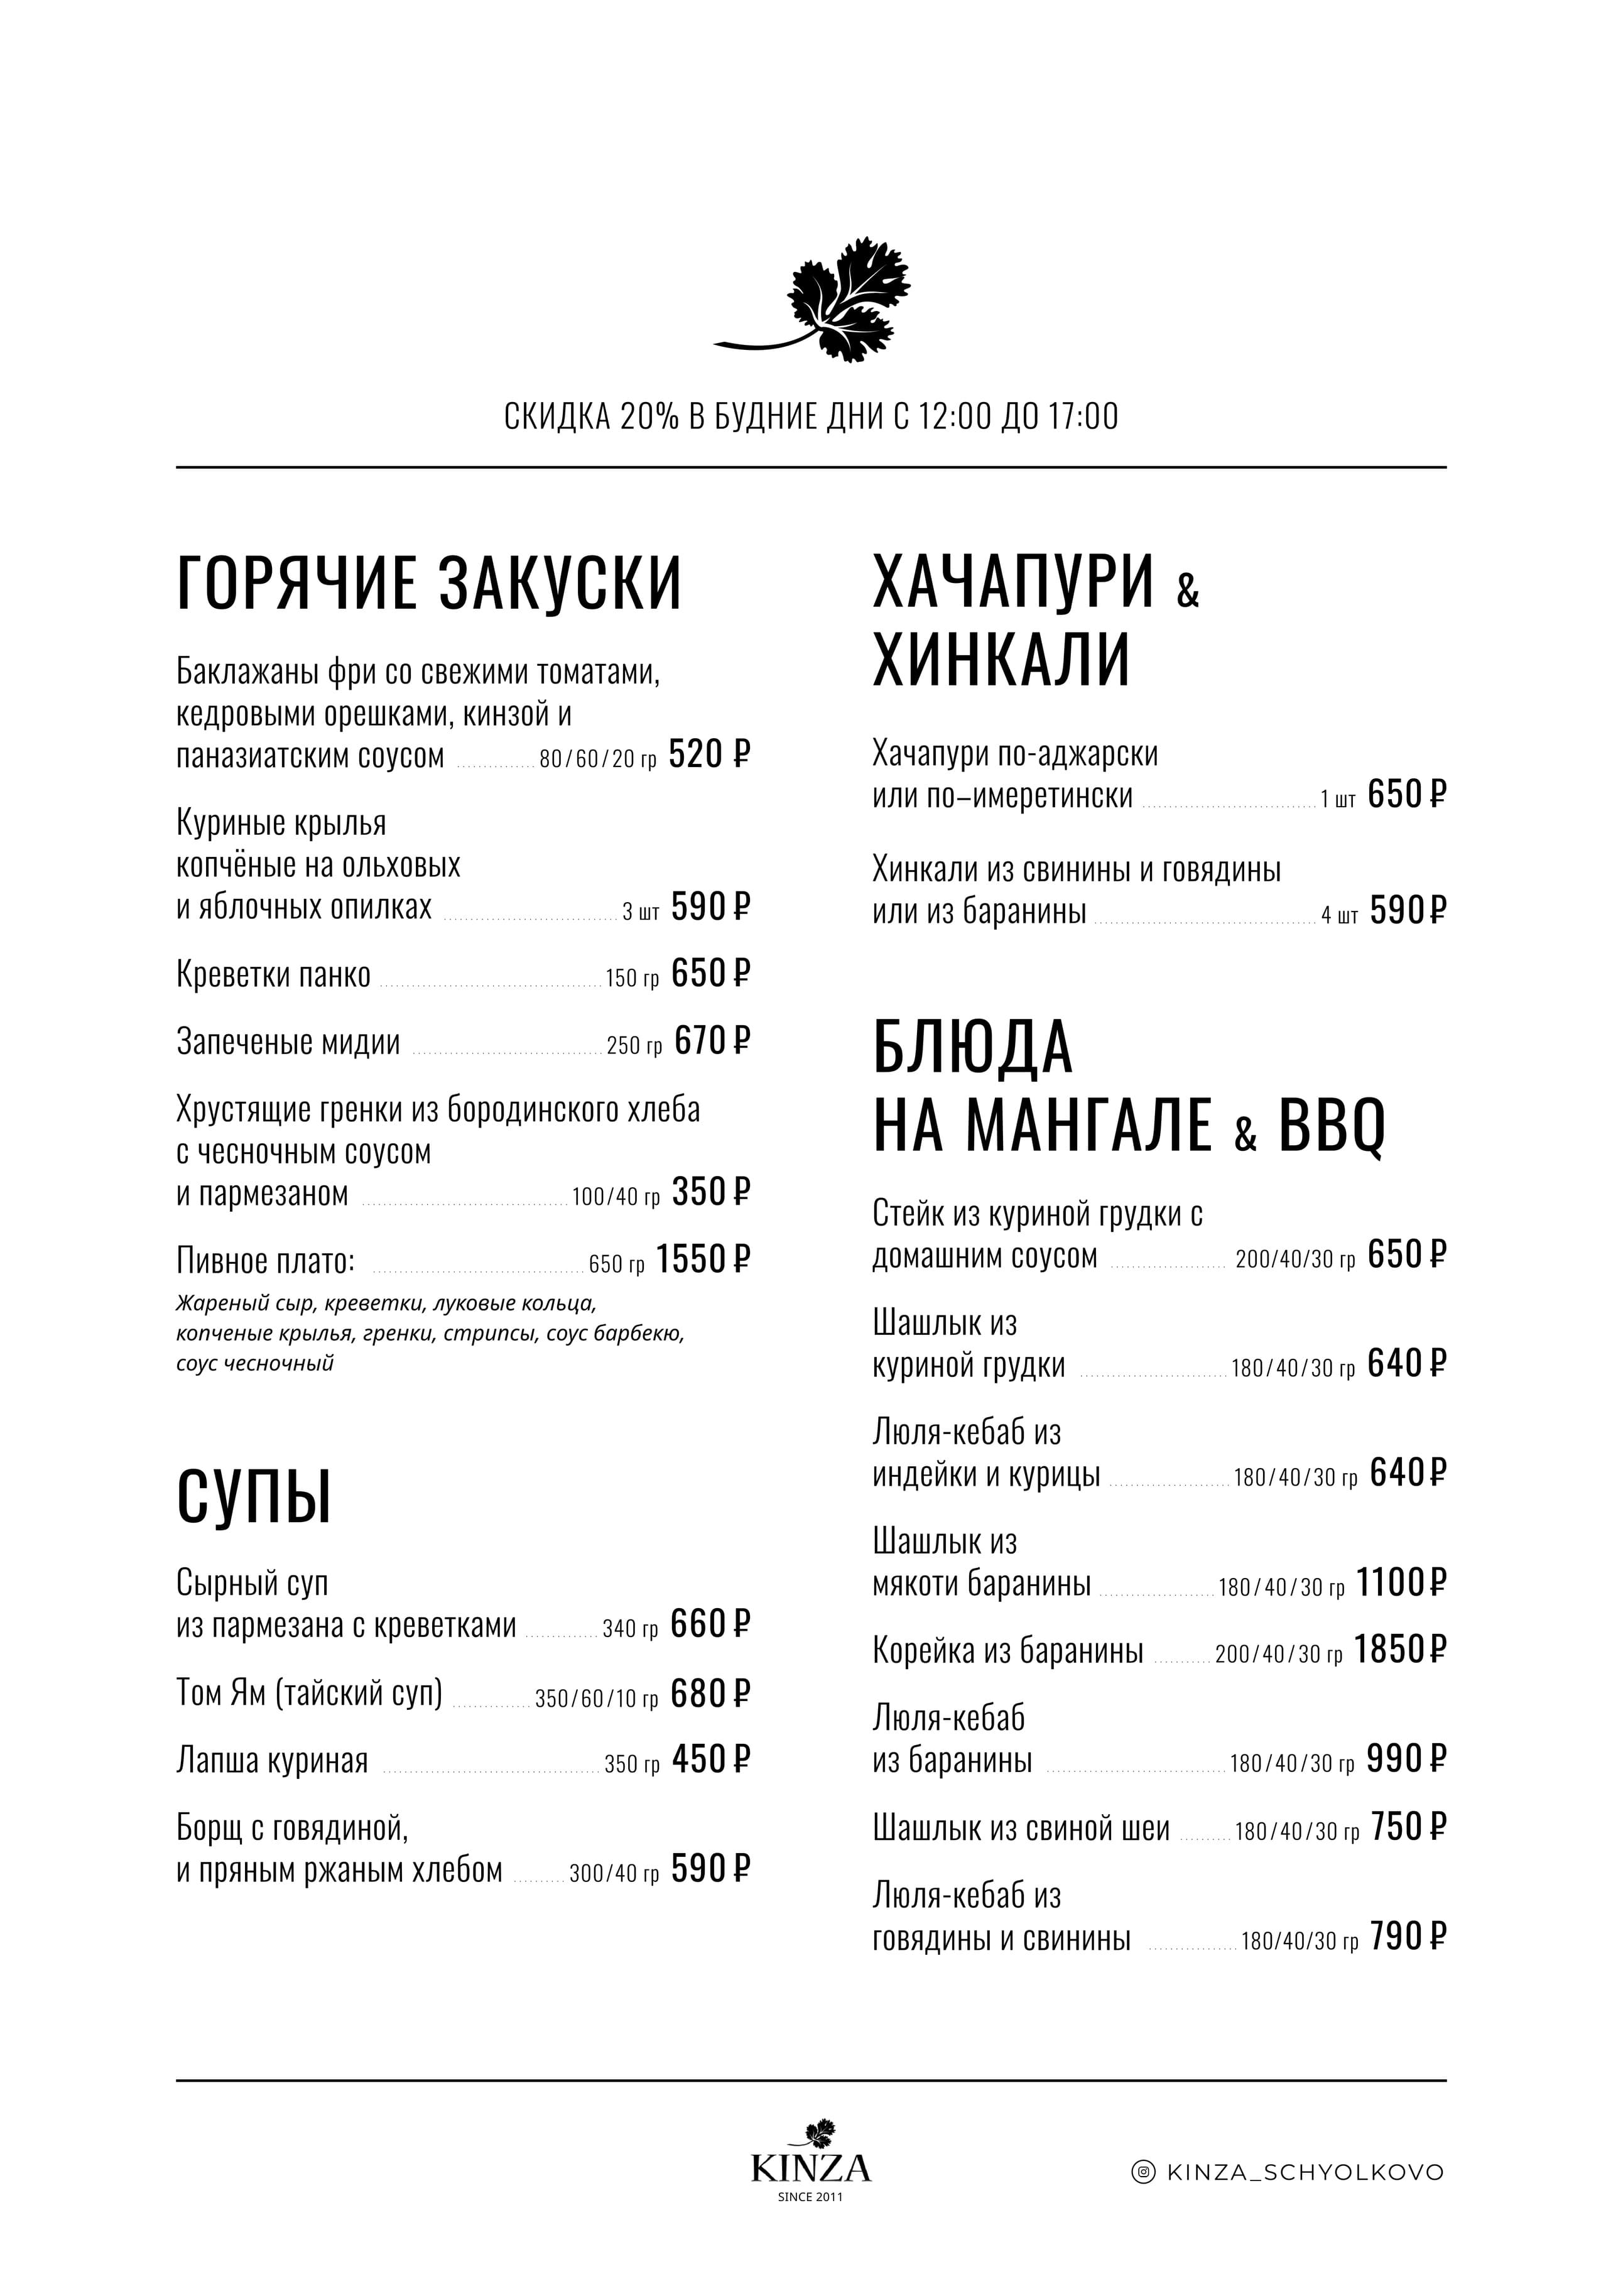 СКИДКА 20% В БУДНИЕ ДНИ С 12:00 ДО 17:00
ГОРЯЧИЕ ЗАКУСКИ
Баклажаны фри со свежими томатами,
кедровыми орешками, кинзой и
паназиатским соусом 80/60/20 гр 520 ₽
Куриные крылья
копчёные на ольховых
и яблочных опилках 3 шт 590 ₽
Креветки панко 150 гр 650 ₽
Запеченые мидии 250 гр 670 ₽
Хрустящие гренки из бородинского хлеба
с чесночным соусом
и пармезаном 100/40 гр 350 ₽
Пивное плато: 650 гр 1550 ₽
Жареный сыр, креветки, луковые кольца,
копченые крылья, гренки, стрипсы, соус барбекю,
соус чесночный
СУПЫ
Сырный суп
из пармезана с креветками 340 гр 660 ₽
Том Ям (тайский суп) 350/60/10 гр 680 ₽
Лапша куриная 350 гр 450 ₽
Борщ с говядиной,
и пряным ржаным хлебом 300/40 гр 590 ₽
ХАЧАПУРИ &
ХИНКАЛИ
Хачапури по-аджарски
или по–имеретински 1 шт 650 ₽
Хинкали из свинины и говядины
или из баранины 4 шт 590 ₽
БЛЮДА
НА МАНГАЛЕ & BBQ
Стейк из куриной грудки с
домашним соусом 200/40/30 гр 650 ₽
Шашлык из
куриной грудки 180/40/30 гр 640 ₽
Люля-кебаб из
индейки и курицы 180/40/30 гр 640 ₽
Шашлык из
мякоти баранины 180/40/30 гр 1100 ₽
Корейка из баранины 200/40/30 гр 1850 ₽
Люля-кебаб
из баранины 180/40/30 гр 990 ₽
Шашлык из свиной шеи 180/40/30 гр 750 ₽
Люля-кебаб из
говядины и свинины 180/40/30 гр 790 ₽
KINZA
SINCE 2011
KINZA_SCHYOLKOVO